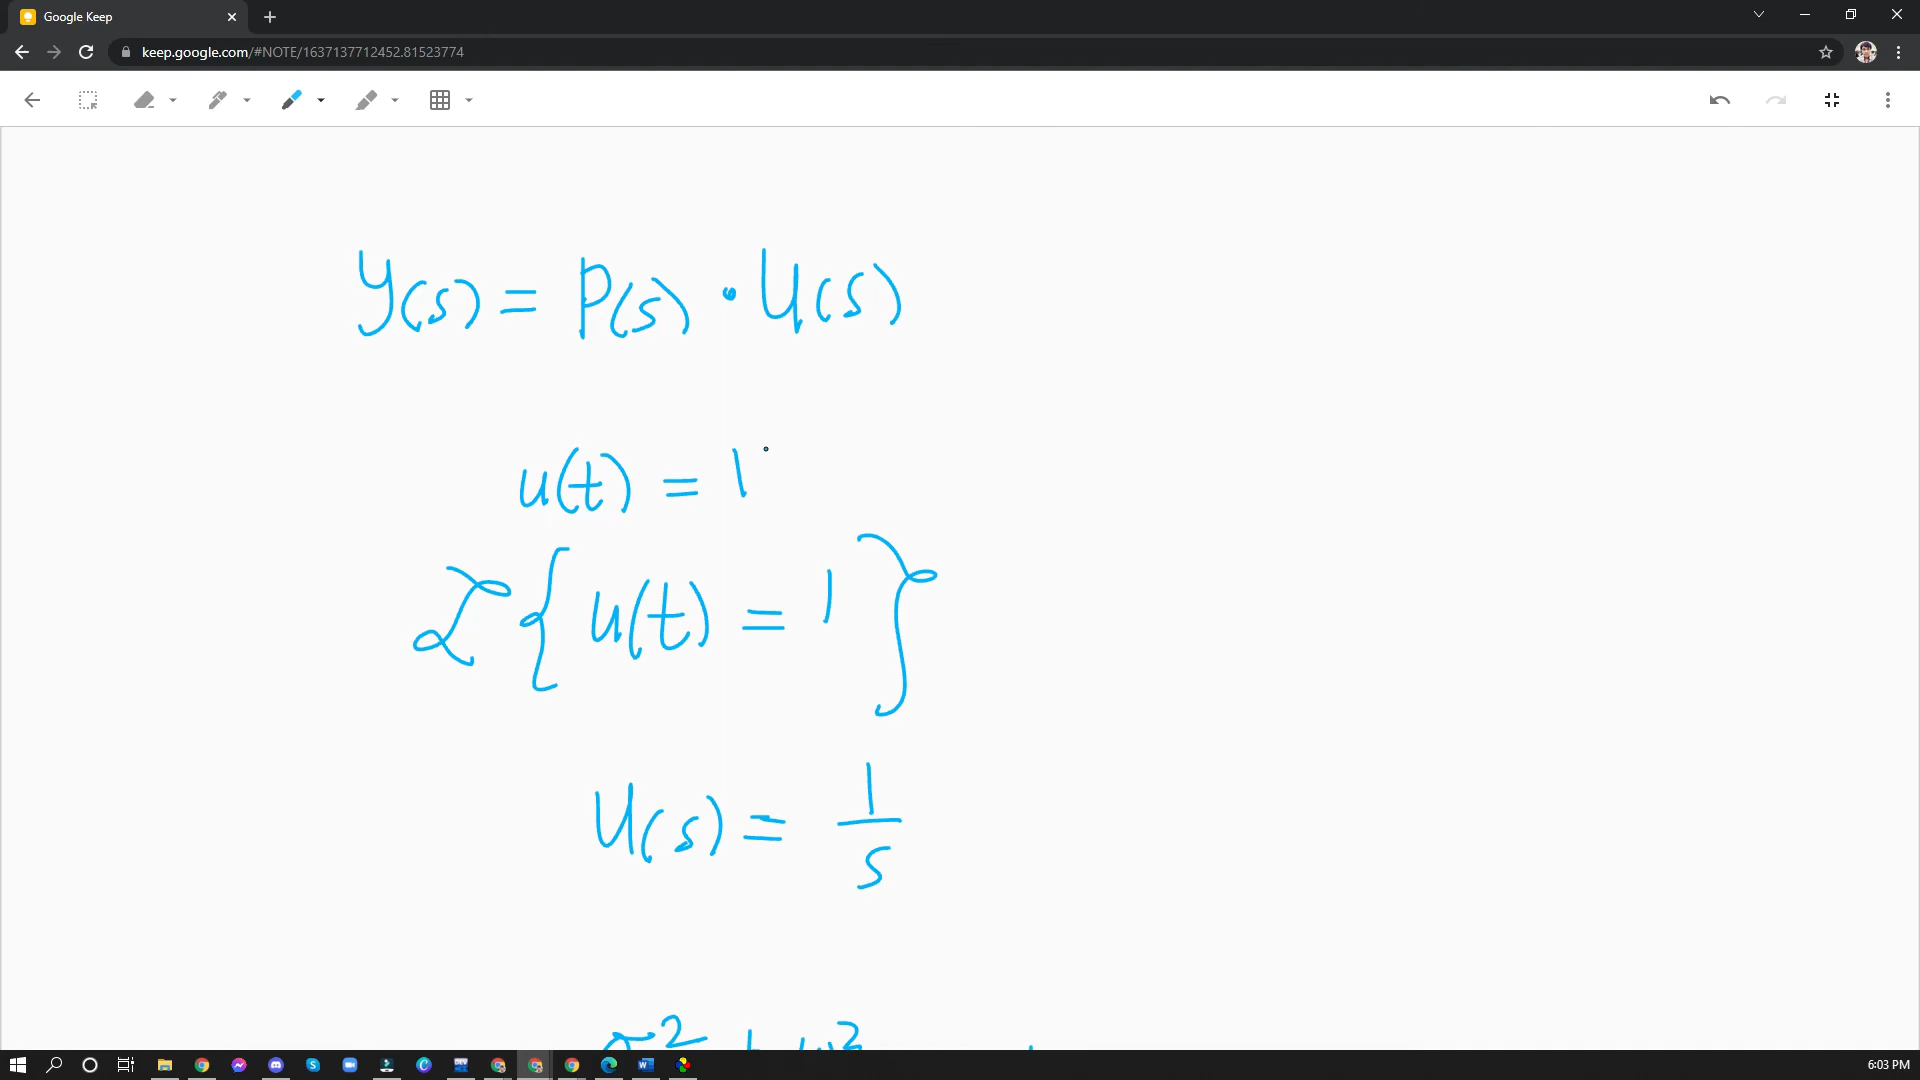 Google Keep
keep.google.com/#NOTE/1637137712452.81523774
Y(s) = P(s) · U(s)
u(t) = 1
ℒ{ u(t) = 1 }
U(s) = 1/s
6:03 PM